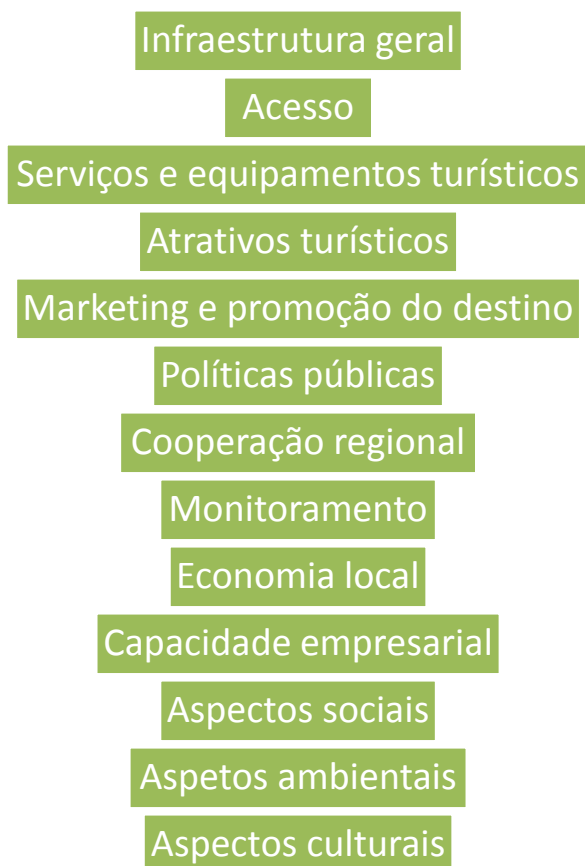 Infraestrutura geral
Acesso
Serviços e equipamentos turísticos
Atrativos turísticos
Marketing e promoção do destino
Políticas públicas
Cooperação regional
Monitoramento
Economia local
Capacidade empresarial
Aspectos sociais
Aspetos ambientais
Aspectos culturais